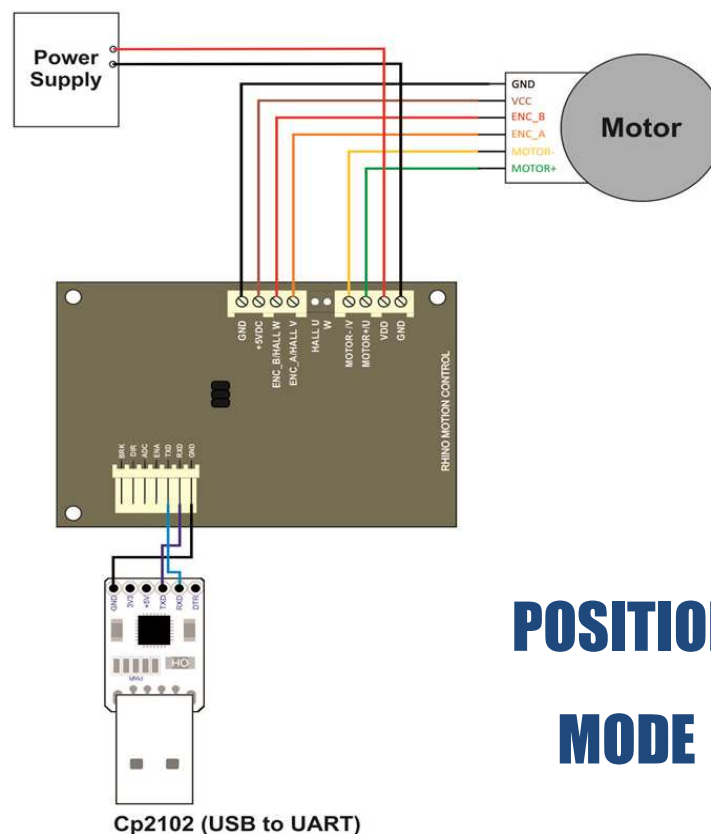 Power
Supply
GND
VCC
ENC_B
ENC_A
MOTOR-
MOTOR+
Motor
GND
+5VDC
ENC_B/HALL W
ENC_A/HALL V
HALL U
W
MOTOR-/V
MOTOR+/U
VDD
GND
RHINO MOTION CONTROL
BRK
DIR
ADC
ENA
TXD
RXD
GND
GND
3V3
+5V
TXD
RXD
DTR
HO
PWR
POSITION
MODE
Cp2102 (USB to UART)